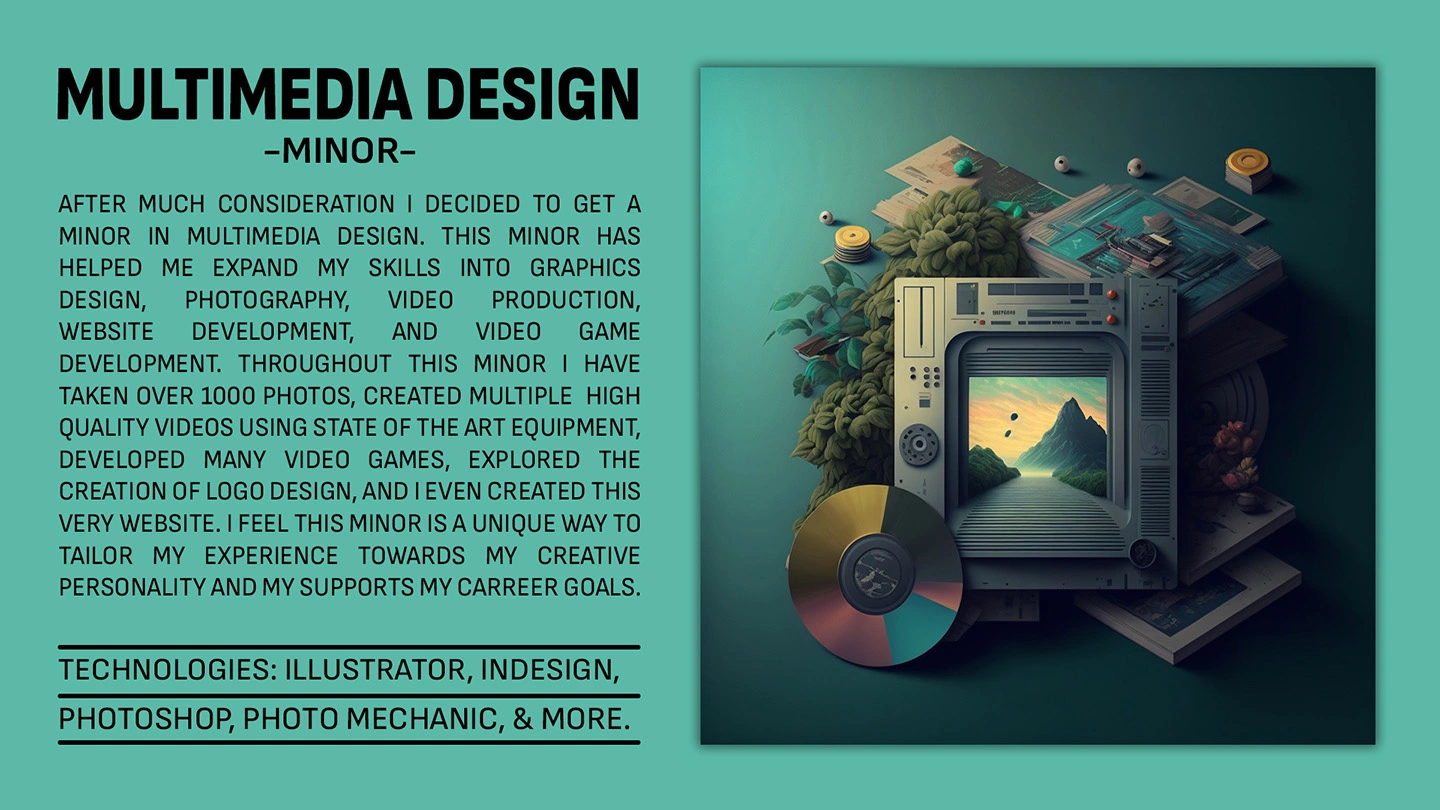 MULTIMEDIA DESIGN
-MINOR-
AFTER MUCH CONSIDERATION I DECIDED TO GET A
MINOR IN MULTIMEDIA DESIGN. THIS MINOR HAS
HELPED ME EXPAND MY SKILLS INTO GRAPHICS
DESIGN, PHOTOGRAPHY, VIDEO PRODUCTION,
WEBSITE DEVELOPMENT, AND VIDEO GAME
DEVELOPMENT. THROUGHOUT THIS MINOR I HAVE
TAKEN OVER 1000 PHOTOS, CREATED MULTIPLE HIGH
QUALITY VIDEOS USING STATE OF THE ART EQUIPMENT,
DEVELOPED MANY VIDEO GAMES, EXPLORED THE
CREATION OF LOGO DESIGN, AND I EVEN CREATED THIS
VERY WEBSITE. I FEEL THIS MINOR IS A UNIQUE WAY TO
TAILOR MY EXPERIENCE TOWARDS MY CREATIVE
PERSONALITY AND MY SUPPORTS MY CARREER GOALS.
TECHNOLOGIES: ILLUSTRATOR, INDESIGN,
PHOTOSHOP, PHOTO MECHANIC, & MORE.